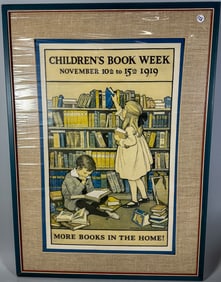 CHILDREN'S BOOK WEEK
NOVEMBER 10th to 15th 1919
MORE BOOKS IN THE HOME!